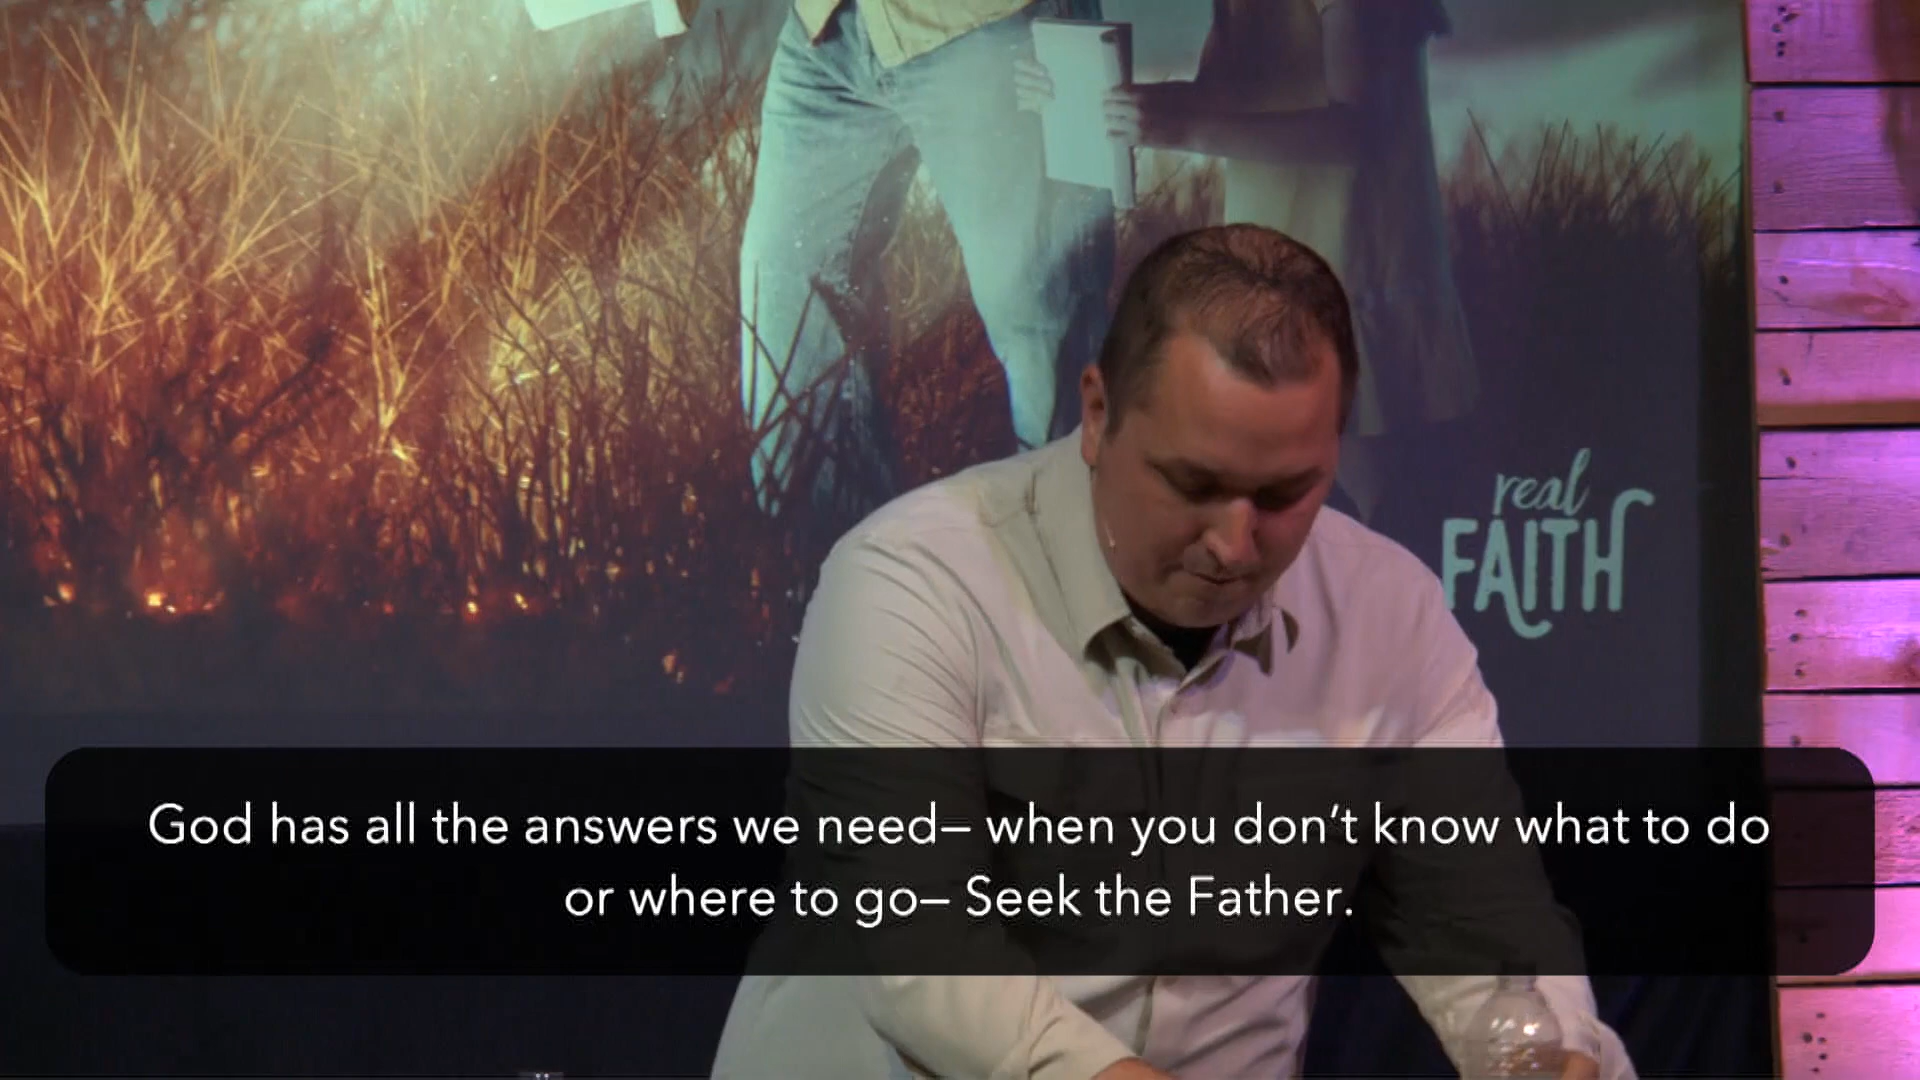 real
FAITH
God has all the answers we need– when you don't know what to do
or where to go– Seek the Father.